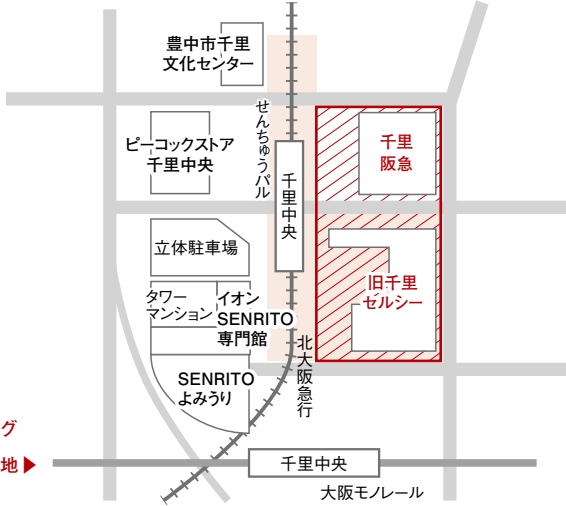 豊中市千里
文化センター
せんちゅうパル
ピーコックストア
千里中央
千里
阪急
千里中央
立体駐車場
旧千里
ゼルシー
タワー
マンション
イオン
SENRITO
専門館
北大阪急行
SENRITO
よみうり
グ
地▶
千里中央
大阪モノレール